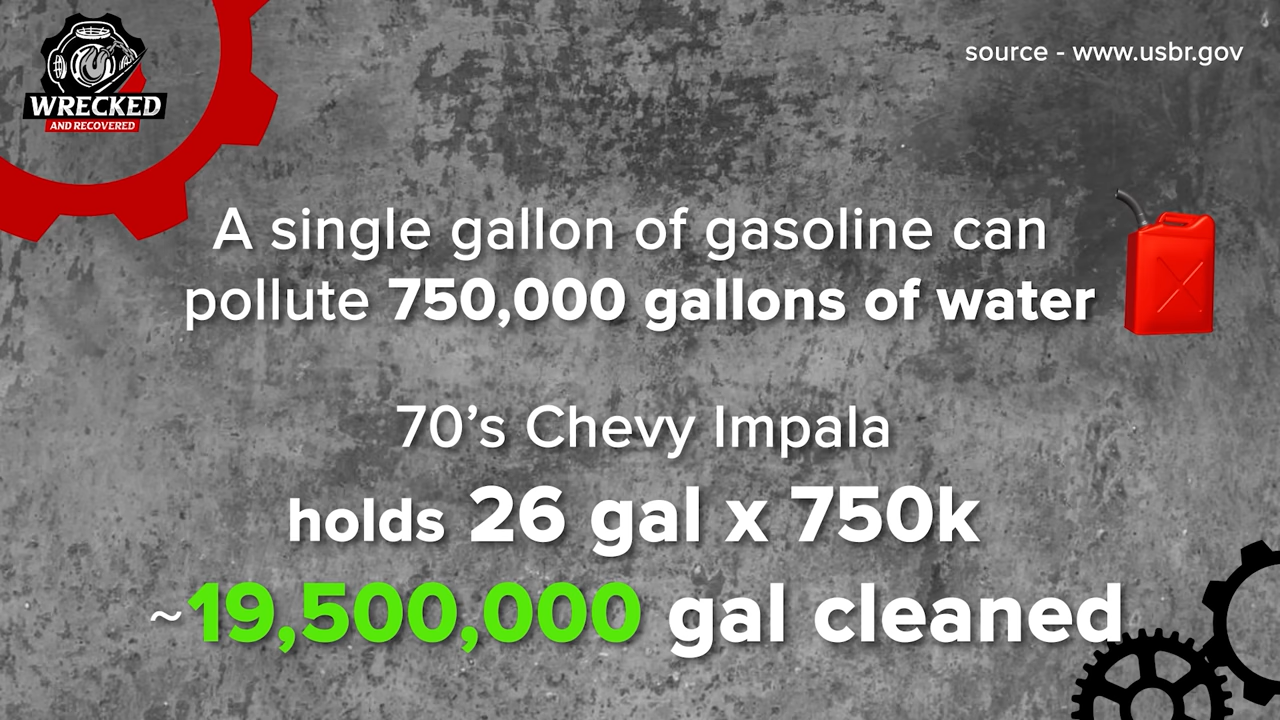 WRECKED
AND RECOVERED
source - www.usbr.gov
A single gallon of gasoline can
pollute 750,000 gallons of water
70’s Chevy Impala
holds 26 gal x 750k
~19,500,000 gal cleaned